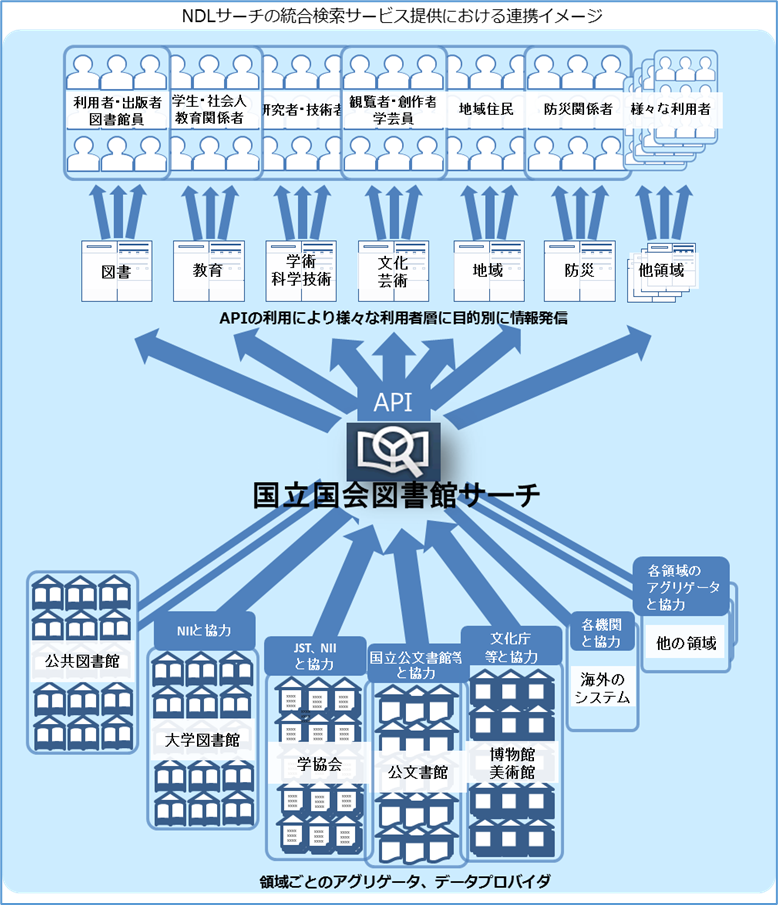 NDLサーチの統合検索サービス提供における連携イメージ
利用者・出版者
図書館員
学生・社会人
教育関係者
研究者・技術者
観覧者・創作者
学芸員
地域住民
防災関係者
様々な利用者
図書
教育
学術
科学技術
文化
芸術
地域
防災
他領域
APIの利用により様々な利用者層に目的別に情報発信
API
国立国会図書館サーチ
公共図書館
NIIと協力
大学図書館
JST、NII
と協力
学協会
国立公文書館等
と協力
公文書館
文化庁
等と協力
博物館
美術館
各機関
と協力
海外の
システム
各領域の
アグリゲータ
と協力
他の領域
領域ごとのアグリゲータ、データプロバイダ